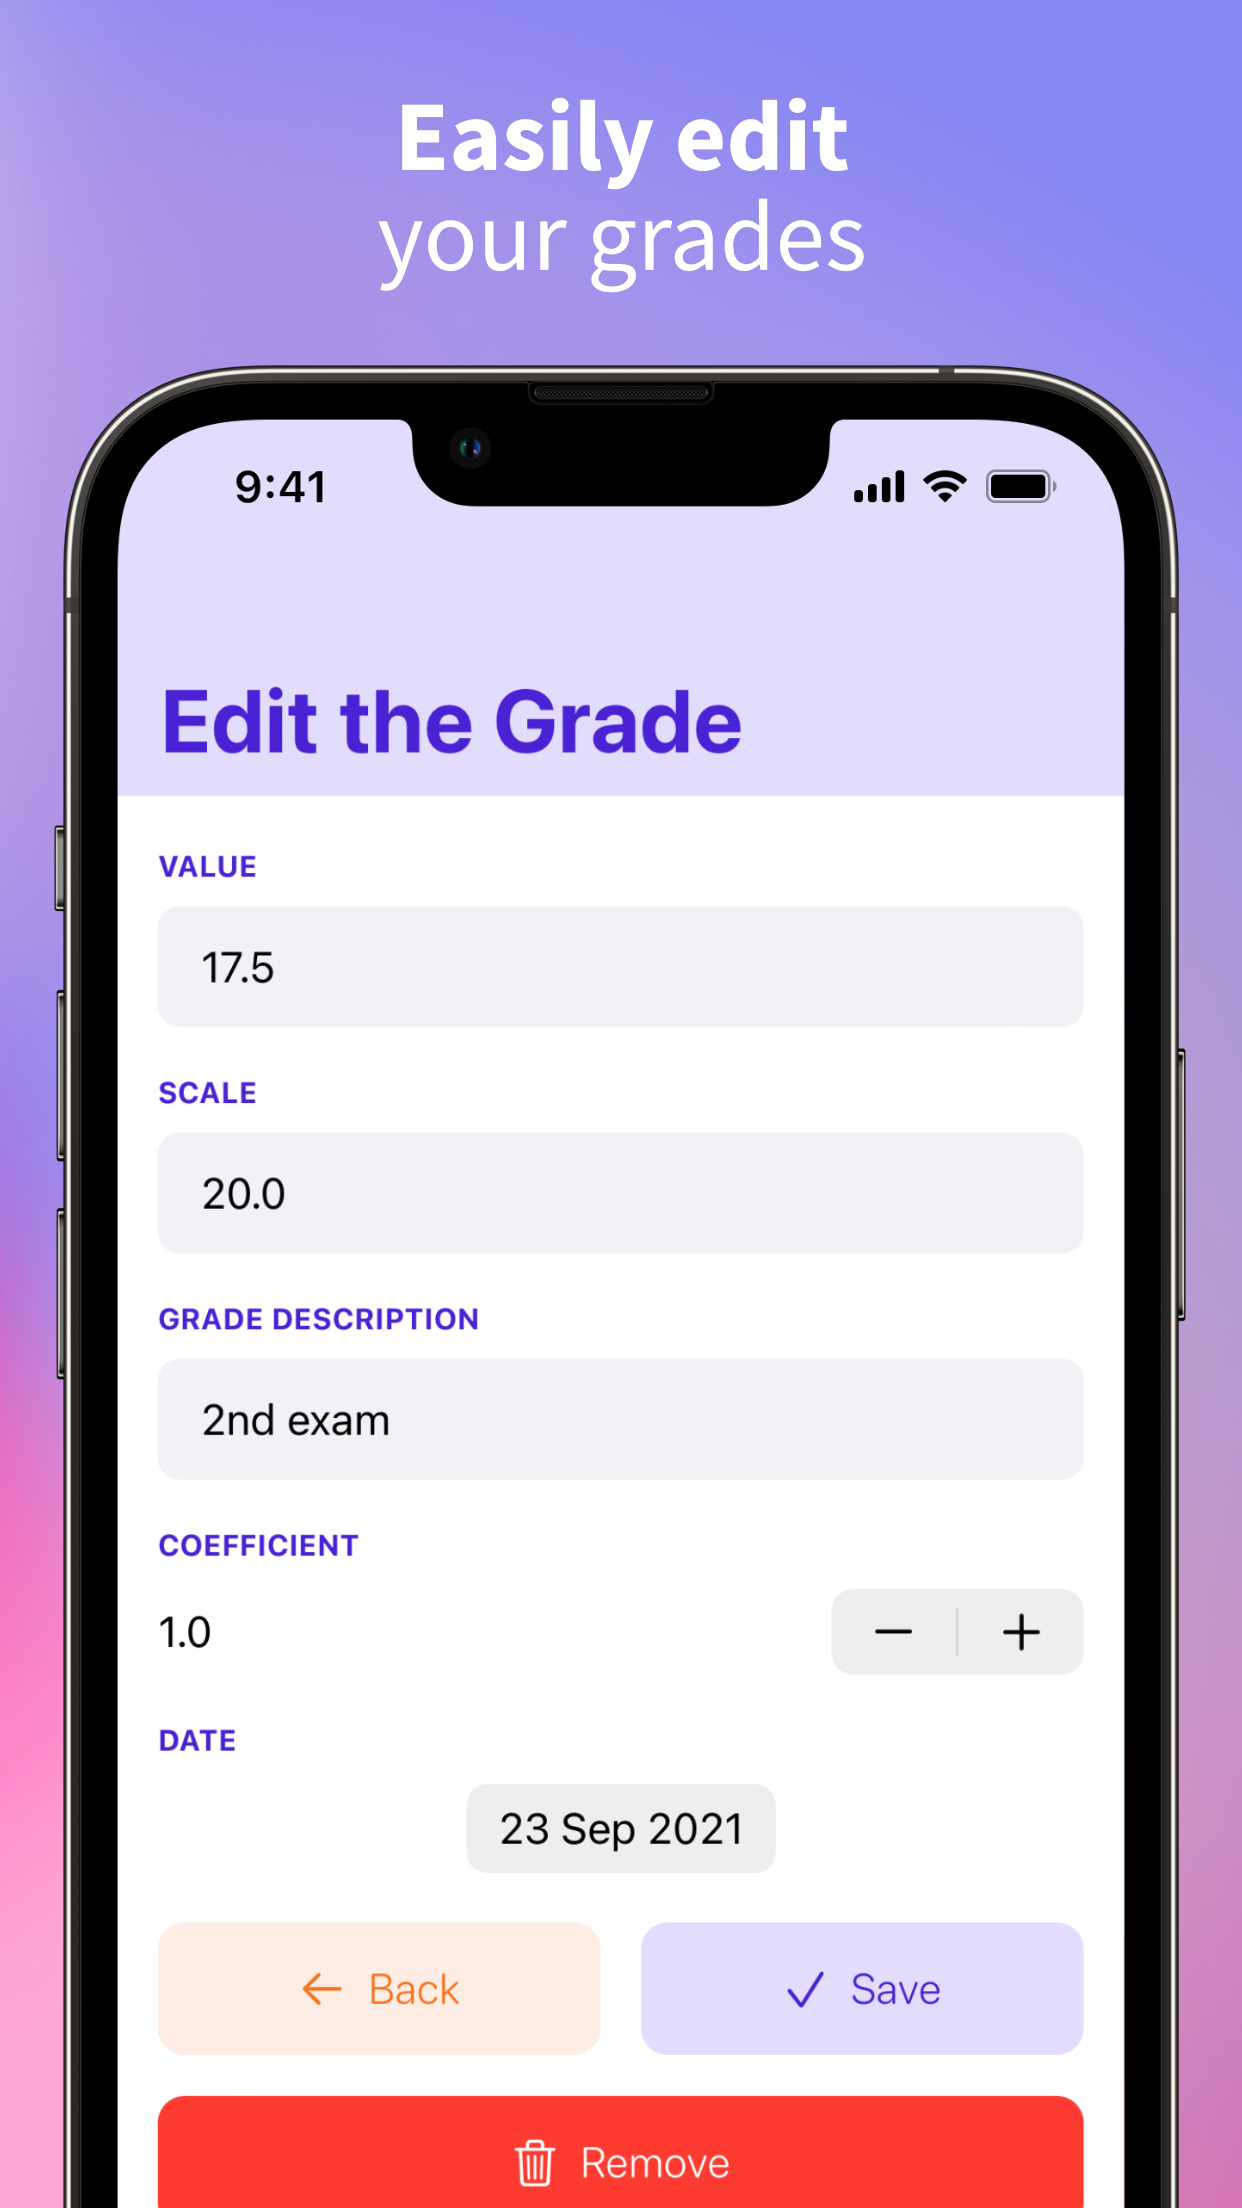 Easily edit
your grades
9:41
Edit the Grade
VALUE
17.5
SCALE
20.0
GRADE DESCRIPTION
2nd exam
COEFFICIENT
1.0
DATE
23 Sep 2021
Back
Save
Remove